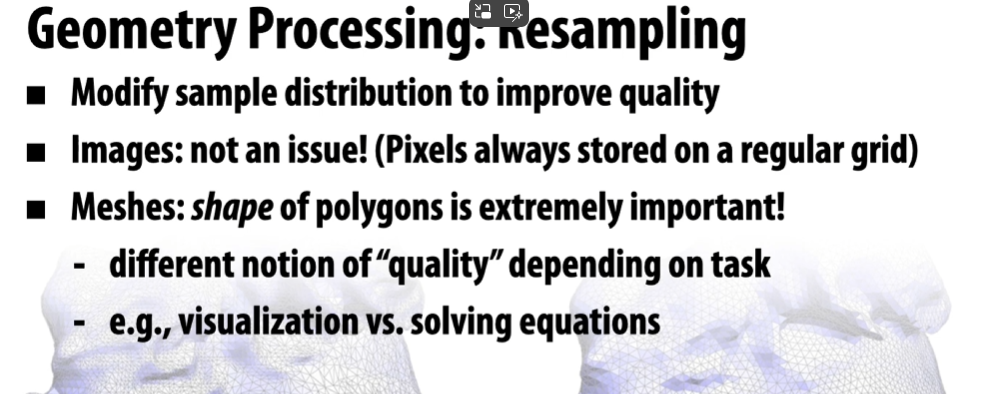 Geometry Processing: Resampling
■ Modify sample distribution to improve quality
■ Images: not an issue! (Pixels always stored on a regular grid)
■ Meshes: shape of polygons is extremely important!
- different notion of “quality” depending on task
- e.g., visualization vs. solving equations